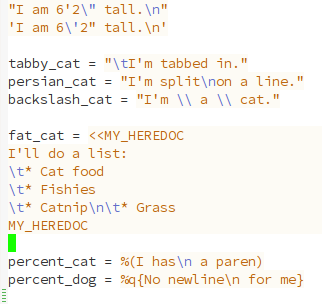 "I am 6'2\" tall.\n"
'I am 6\'2" tall.\n'
tabby_cat = "\tI'm tabbed in."
persian_cat = "I'm split\non a line."
backslash_cat = "I'm \\ a \\ cat."
fat_cat = <<MY_HEREDOC
I'll do a list:
\t* Cat food
\t* Fishies
\t* Catnip\n\t* Grass
MY_HEREDOC
percent_cat = %(I has\n a paren)
percent_dog = %q{No newline\n for me}